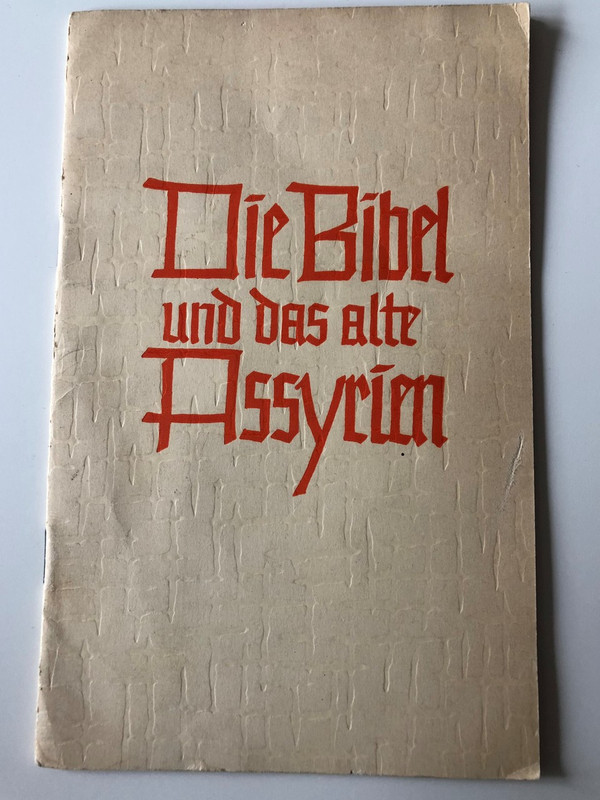 Die Bibel
und das alte
Assyrien